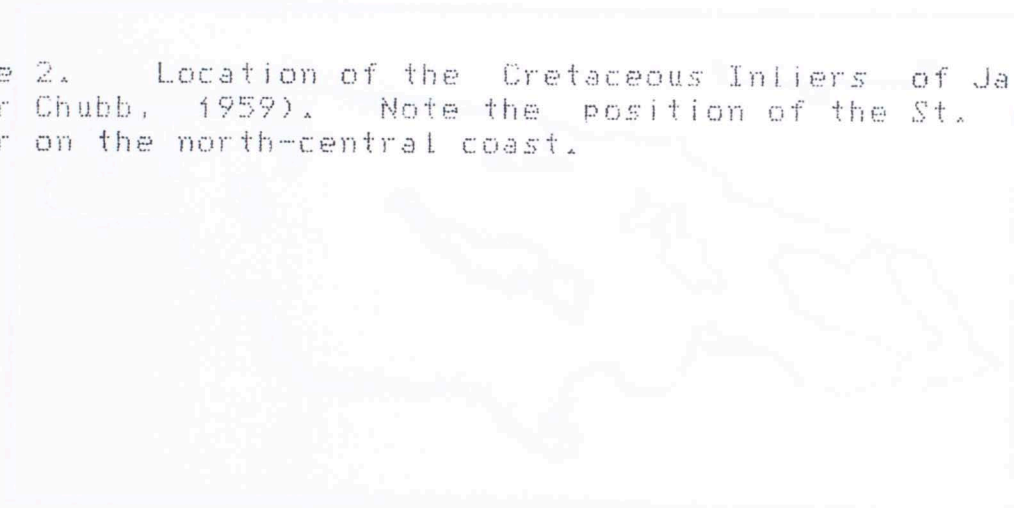 e 2. Location of the Cretaceous Inliers of Ja
r Chubb, 1959). Note the position of the St.
r on the north-central coast.